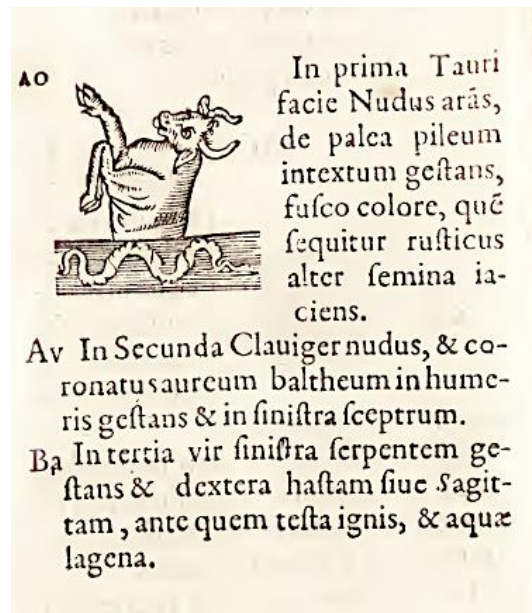 AO
In prima Tauri
facie Nudus arãs,
de palea pileum
intextum geſtans,
fuſco colore, quẽ
ſequitur ruſticus
alter ſemina ia-
ciens.
Av In Secunda Clauiger nudus, & co-
ronatus aureum baltheum in hume-
ris geſtans & in ſiniſtra ſceptrum.
Ba In tertia vir ſiniſtra ſerpentem ge-
ſtans & dextera haſtam ſiue Sagit-
tam, ante quem teſta ignis, & aquæ
lagena.